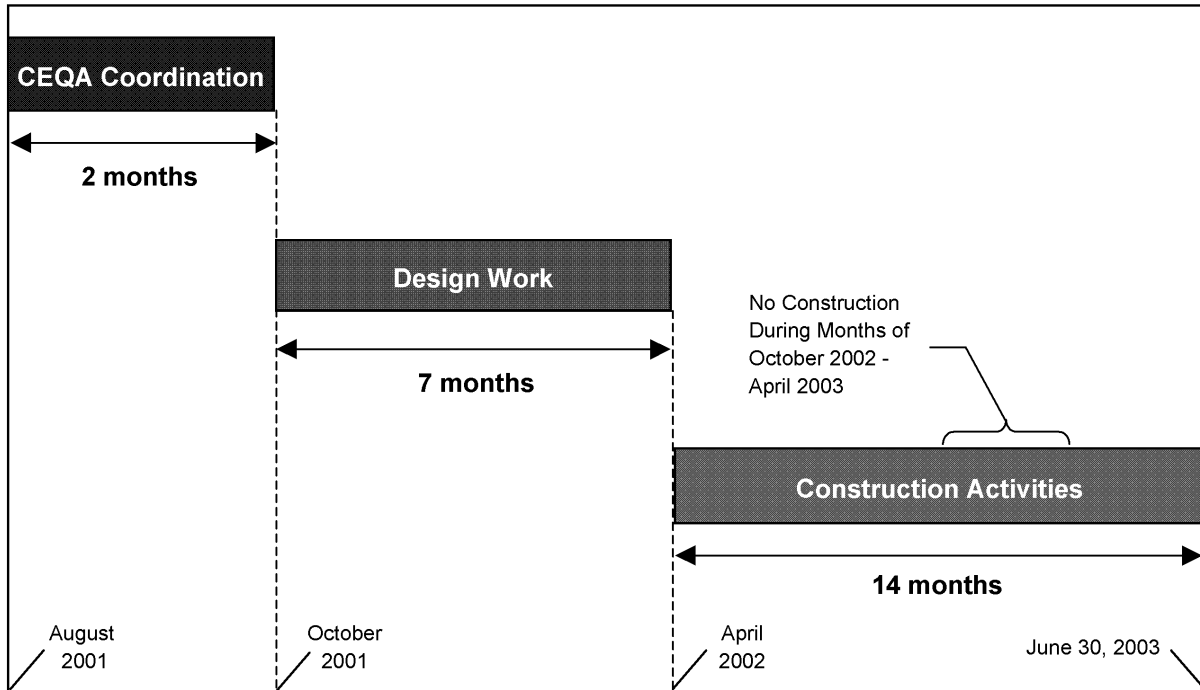 CEQA Coordination
2 months
Design Work
7 months
No Construction
During Months of
October 2002 -
April 2003
Construction Activities
14 months
August
2001
October
2001
April
2002
June 30, 2003